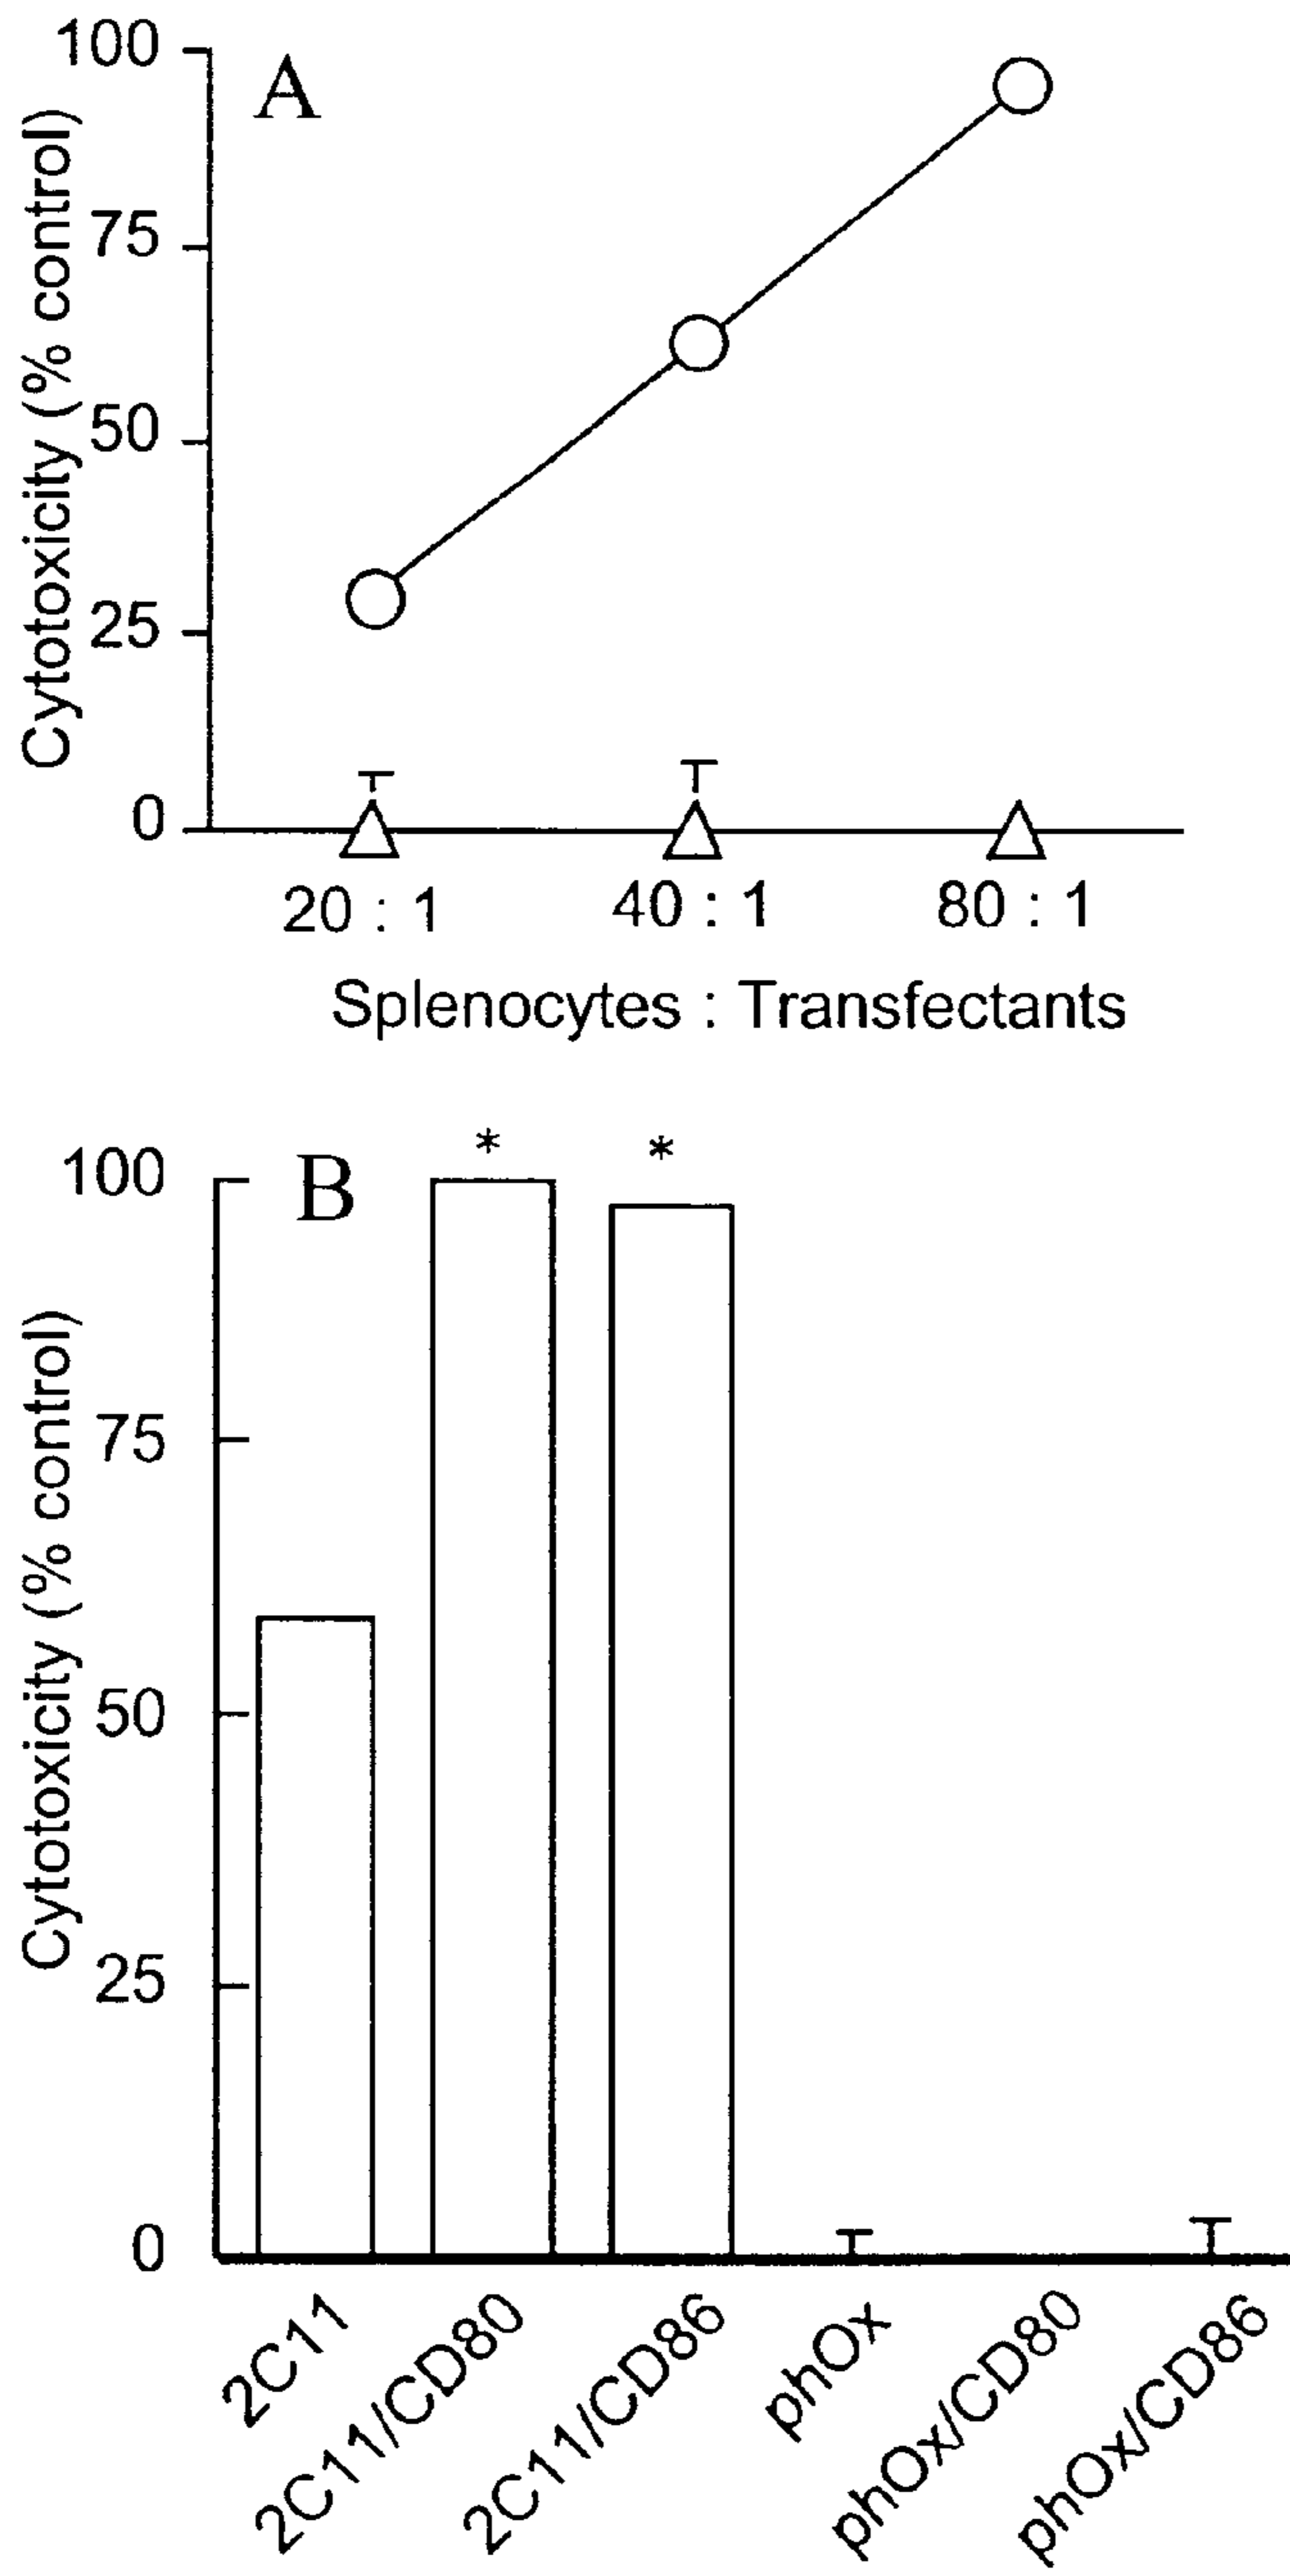 A
Cytotoxicity (% control)
100
75
50
25
0
20 : 1 40 : 1 80 : 1
Splenocytes : Transfectants
B
Cytotoxicity (% control)
100
* *
75
50
25
0
2C11
2C11/CD80
2C11/CD86
phOx
phOx/CD80
phOx/CD86